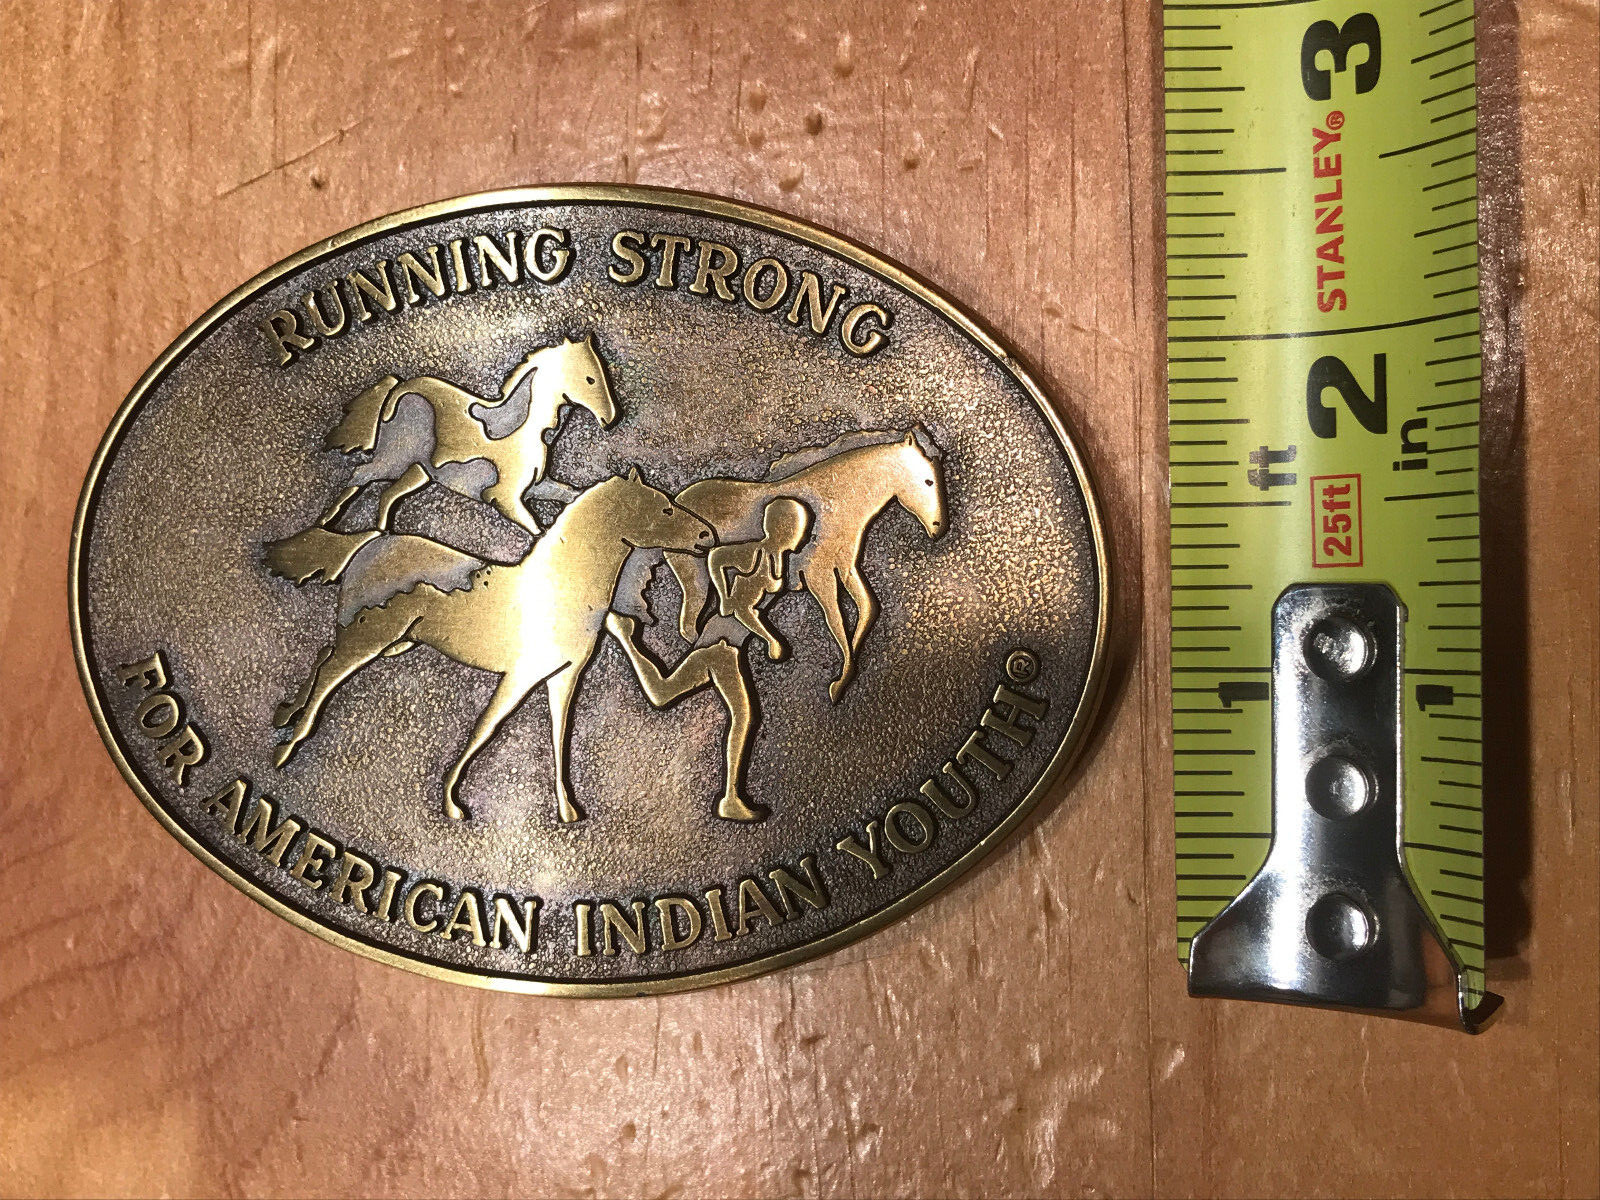 RUNNING STRONG
FOR AMERICAN INDIAN YOUTH®
3
STANLEY®
2
ft
in
25ft
1
1